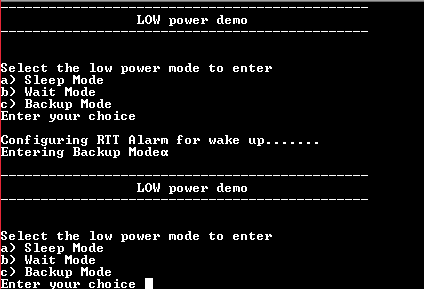 ----------------------------------------------
LOW power demo
----------------------------------------------
Select the low power mode to enter
a) Sleep Mode
b) Wait Mode
c) Backup Mode
Enter your choice
Configuring RTT Alarm for wake up.......
Entering Backup Modeα
----------------------------------------------
LOW power demo
----------------------------------------------
Select the low power mode to enter
a) Sleep Mode
b) Wait Mode
c) Backup Mode
Enter your choice